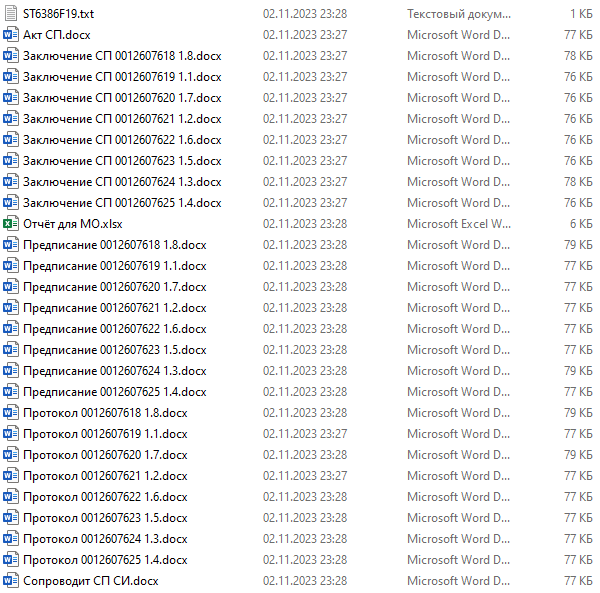 ST6386F19.txt 02.11.2023 23:28 Текстовый докум... 1 КБ
Акт СП.docx 02.11.2023 23:27 Microsoft Word D... 77 КБ
Заключение СП 0012607618 1.8.docx 02.11.2023 23:27 Microsoft Word D... 78 КБ
Заключение СП 0012607619 1.1.docx 02.11.2023 23:27 Microsoft Word D... 76 КБ
Заключение СП 0012607620 1.7.docx 02.11.2023 23:27 Microsoft Word D... 76 КБ
Заключение СП 0012607621 1.2.docx 02.11.2023 23:27 Microsoft Word D... 76 КБ
Заключение СП 0012607622 1.6.docx 02.11.2023 23:27 Microsoft Word D... 76 КБ
Заключение СП 0012607623 1.5.docx 02.11.2023 23:27 Microsoft Word D... 76 КБ
Заключение СП 0012607624 1.3.docx 02.11.2023 23:27 Microsoft Word D... 78 КБ
Заключение СП 0012607625 1.4.docx 02.11.2023 23:27 Microsoft Word D... 76 КБ
Отчёт для МО.xlsx 02.11.2023 23:28 Microsoft Excel W... 6 КБ
Предписание 0012607618 1.8.docx 02.11.2023 23:28 Microsoft Word D... 79 КБ
Предписание 0012607619 1.1.docx 02.11.2023 23:28 Microsoft Word D... 77 КБ
Предписание 0012607620 1.7.docx 02.11.2023 23:28 Microsoft Word D... 77 КБ
Предписание 0012607621 1.2.docx 02.11.2023 23:28 Microsoft Word D... 77 КБ
Предписание 0012607622 1.6.docx 02.11.2023 23:28 Microsoft Word D... 77 КБ
Предписание 0012607623 1.5.docx 02.11.2023 23:28 Microsoft Word D... 77 КБ
Предписание 0012607624 1.3.docx 02.11.2023 23:28 Microsoft Word D... 79 КБ
Предписание 0012607625 1.4.docx 02.11.2023 23:28 Microsoft Word D... 77 КБ
Протокол 0012607618 1.8.docx 02.11.2023 23:28 Microsoft Word D... 79 КБ
Протокол 0012607619 1.1.docx 02.11.2023 23:27 Microsoft Word D... 77 КБ
Протокол 0012607620 1.7.docx 02.11.2023 23:28 Microsoft Word D... 79 КБ
Протокол 0012607621 1.2.docx 02.11.2023 23:27 Microsoft Word D... 77 КБ
Протокол 0012607622 1.6.docx 02.11.2023 23:28 Microsoft Word D... 77 КБ
Протокол 0012607623 1.5.docx 02.11.2023 23:28 Microsoft Word D... 77 КБ
Протокол 0012607624 1.3.docx 02.11.2023 23:28 Microsoft Word D... 77 КБ
Протокол 0012607625 1.4.docx 02.11.2023 23:28 Microsoft Word D... 77 КБ
Сопроводит СП СИ.docx 02.11.2023 23:28 Microsoft Word D... 77 КБ